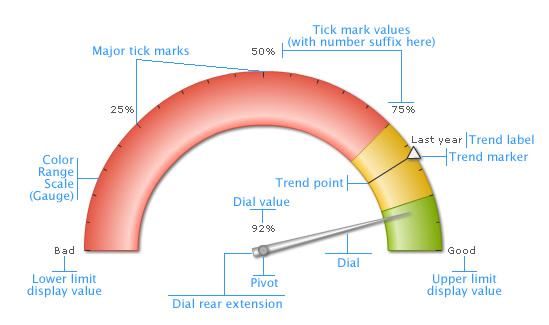 Tick mark values
(with number suffix here)
Major tick marks
50%
25%
75%
Last year
Trend label
Trend marker
Color
Range
Scale
(Gauge)
Trend point
Dial value
92%
Bad
Good
Lower limit
display value
Pivot
Dial
Dial rear extension
Upper limit
display value